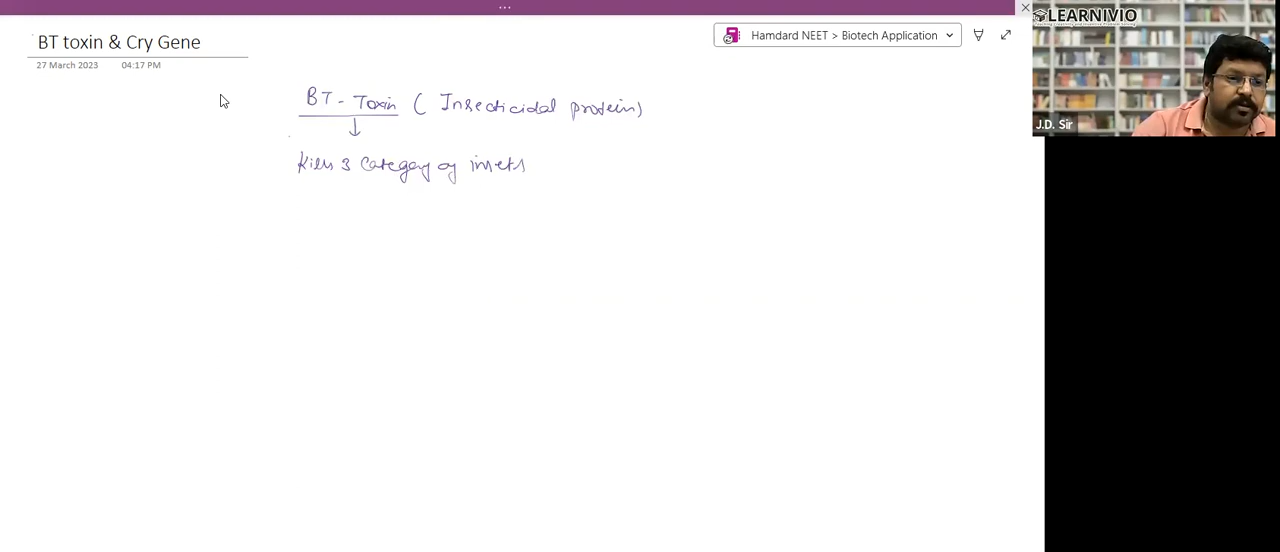 ...
LEARNIVIO
BT toxin & Cry Gene
Hamdard NEET > Biotech Application
27 March 2023 04:17 PM
BT - Toxin ( Insecticidal protein)
↓
Kills 3 Category of insets
J.D. Sir